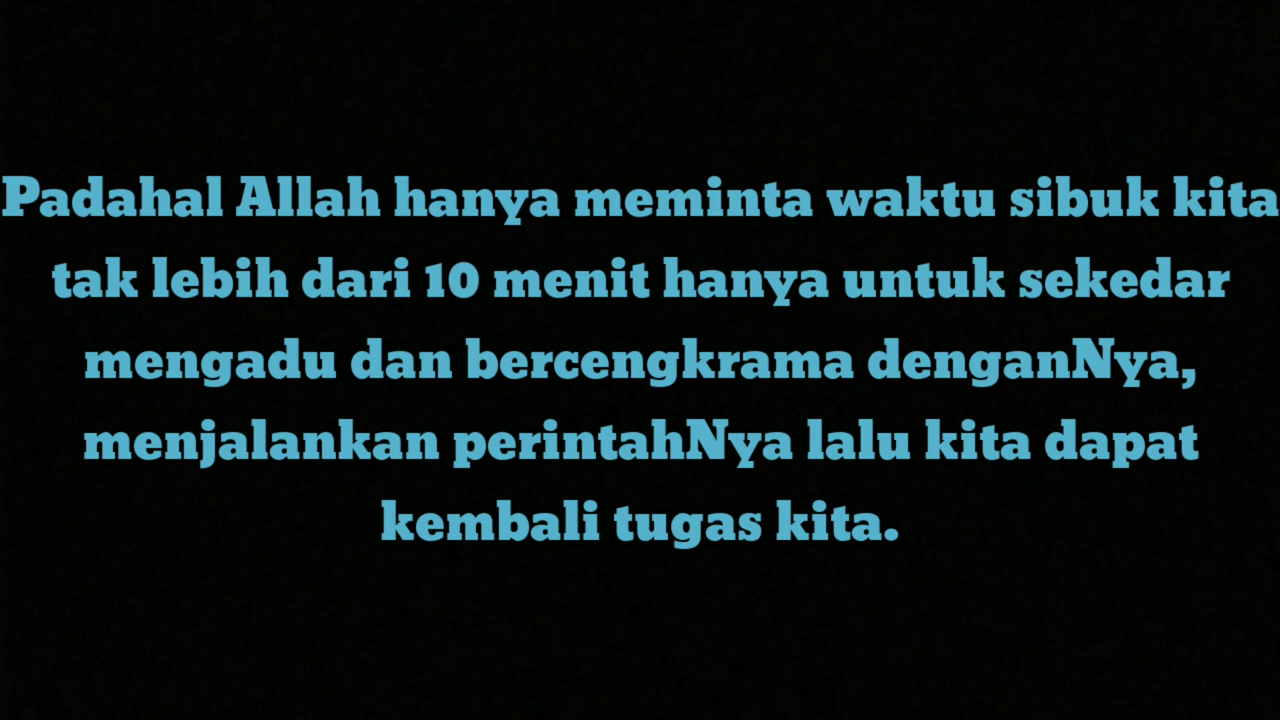 Padahal Allah hanya meminta waktu sibuk kita
tak lebih dari 10 menit hanya untuk sekedar
mengadu dan bercengkrama denganNya,
menjalankan perintahNya lalu kita dapat
kembali tugas kita.